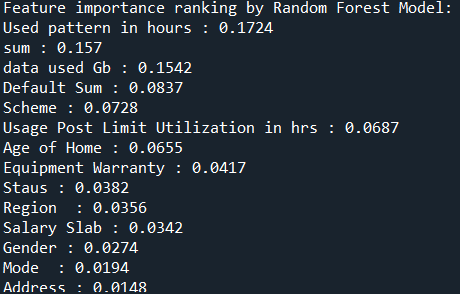 Feature importance ranking by Random Forest Model:
Used pattern in hours : 0.1724
sum : 0.157
data used Gb : 0.1542
Default Sum : 0.0837
Scheme : 0.0728
Usage Post Limit Utilization in hrs : 0.0687
Age of Home : 0.0655
Equipment Warranty : 0.0417
Staus : 0.0382
Region  : 0.0356
Salary Slab : 0.0342
Gender : 0.0274
Mode  : 0.0194
Address : 0.0148